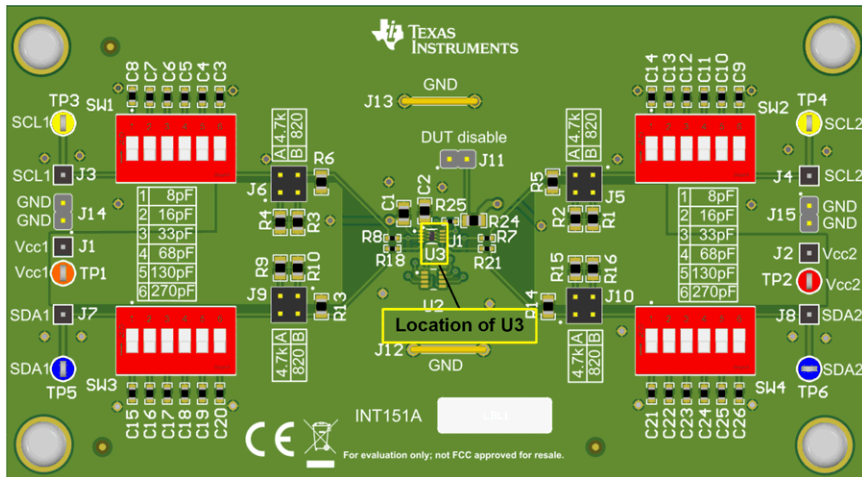 TEXAS
INSTRUMENTS
C8 C7 C6 C5 C4 C3
C14 C13 C12 C11 C10 C9
TP3
SW1
SCL1
SCL1
J3
GND
GND
J14
Vcc1
J1
Vcc1
TP1
SDA1
J7
SDA1
TP5
SW3
1 8pF
2 16pF
3 33pF
4 68pF
5 130pF
6 270pF
C15 C16 C17 C18 C19 C20
A 4.7k
B 820
J6
R6
R4 R3
R9 R10
J9
R13
4.7k A
820 B
GND
J13
DUT disable
J11
C1 C2 R25
R24
R8
R18
U1
U3
R7
R21
U2
Location of U3
J12
GND
INT151A
CE
For evaluation only; not FCC approved for resale.
A 4.7k
B 820
R5
J5
R2 R1
R15 R16
R14
J10
4.7k A
820 B
SW2
TP4
SCL2
J4
SCL2
GND
GND
J15
J2
Vcc2
TP2
Vcc2
J8
SDA2
SDA2
TP6
SW4
1 8pF
2 16pF
3 33pF
4 68pF
5 130pF
6 270pF
C21 C22 C23 C24 C25 C26